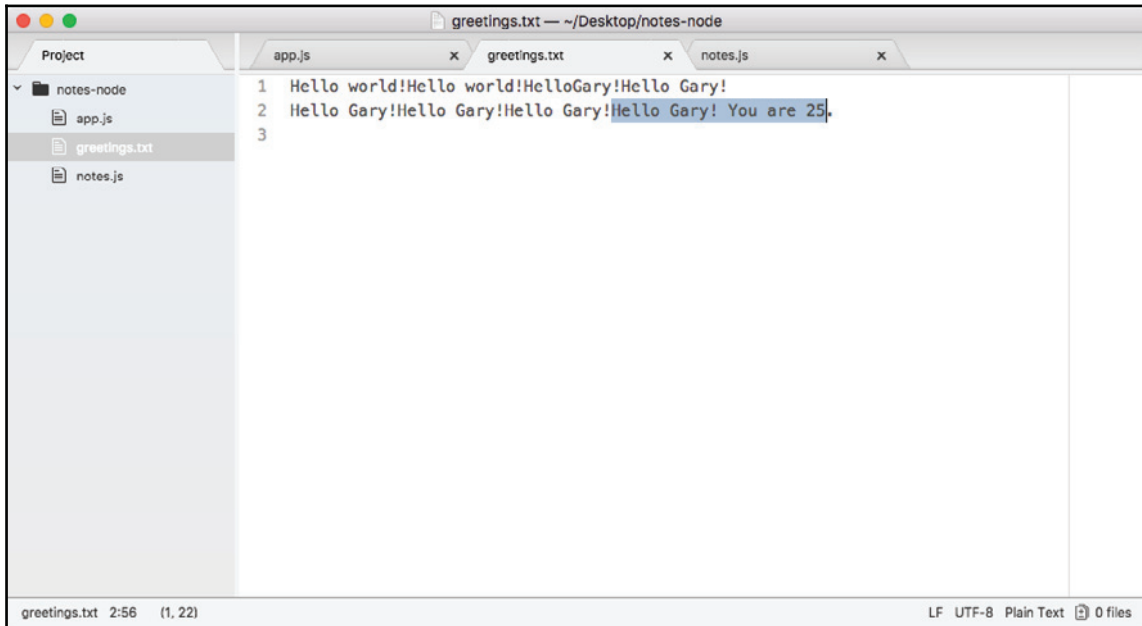 greetings.txt — ~/Desktop/notes-node
Project
app.js x greetings.txt x notes.js x
notes-node
app.js
greetings.txt
notes.js
1 Hello world!Hello world!HelloGary!Hello Gary!
2 Hello Gary!Hello Gary!Hello Gary!Hello Gary! You are 25.
3
greetings.txt 2:56 (1, 22) LF UTF-8 Plain Text 0 files